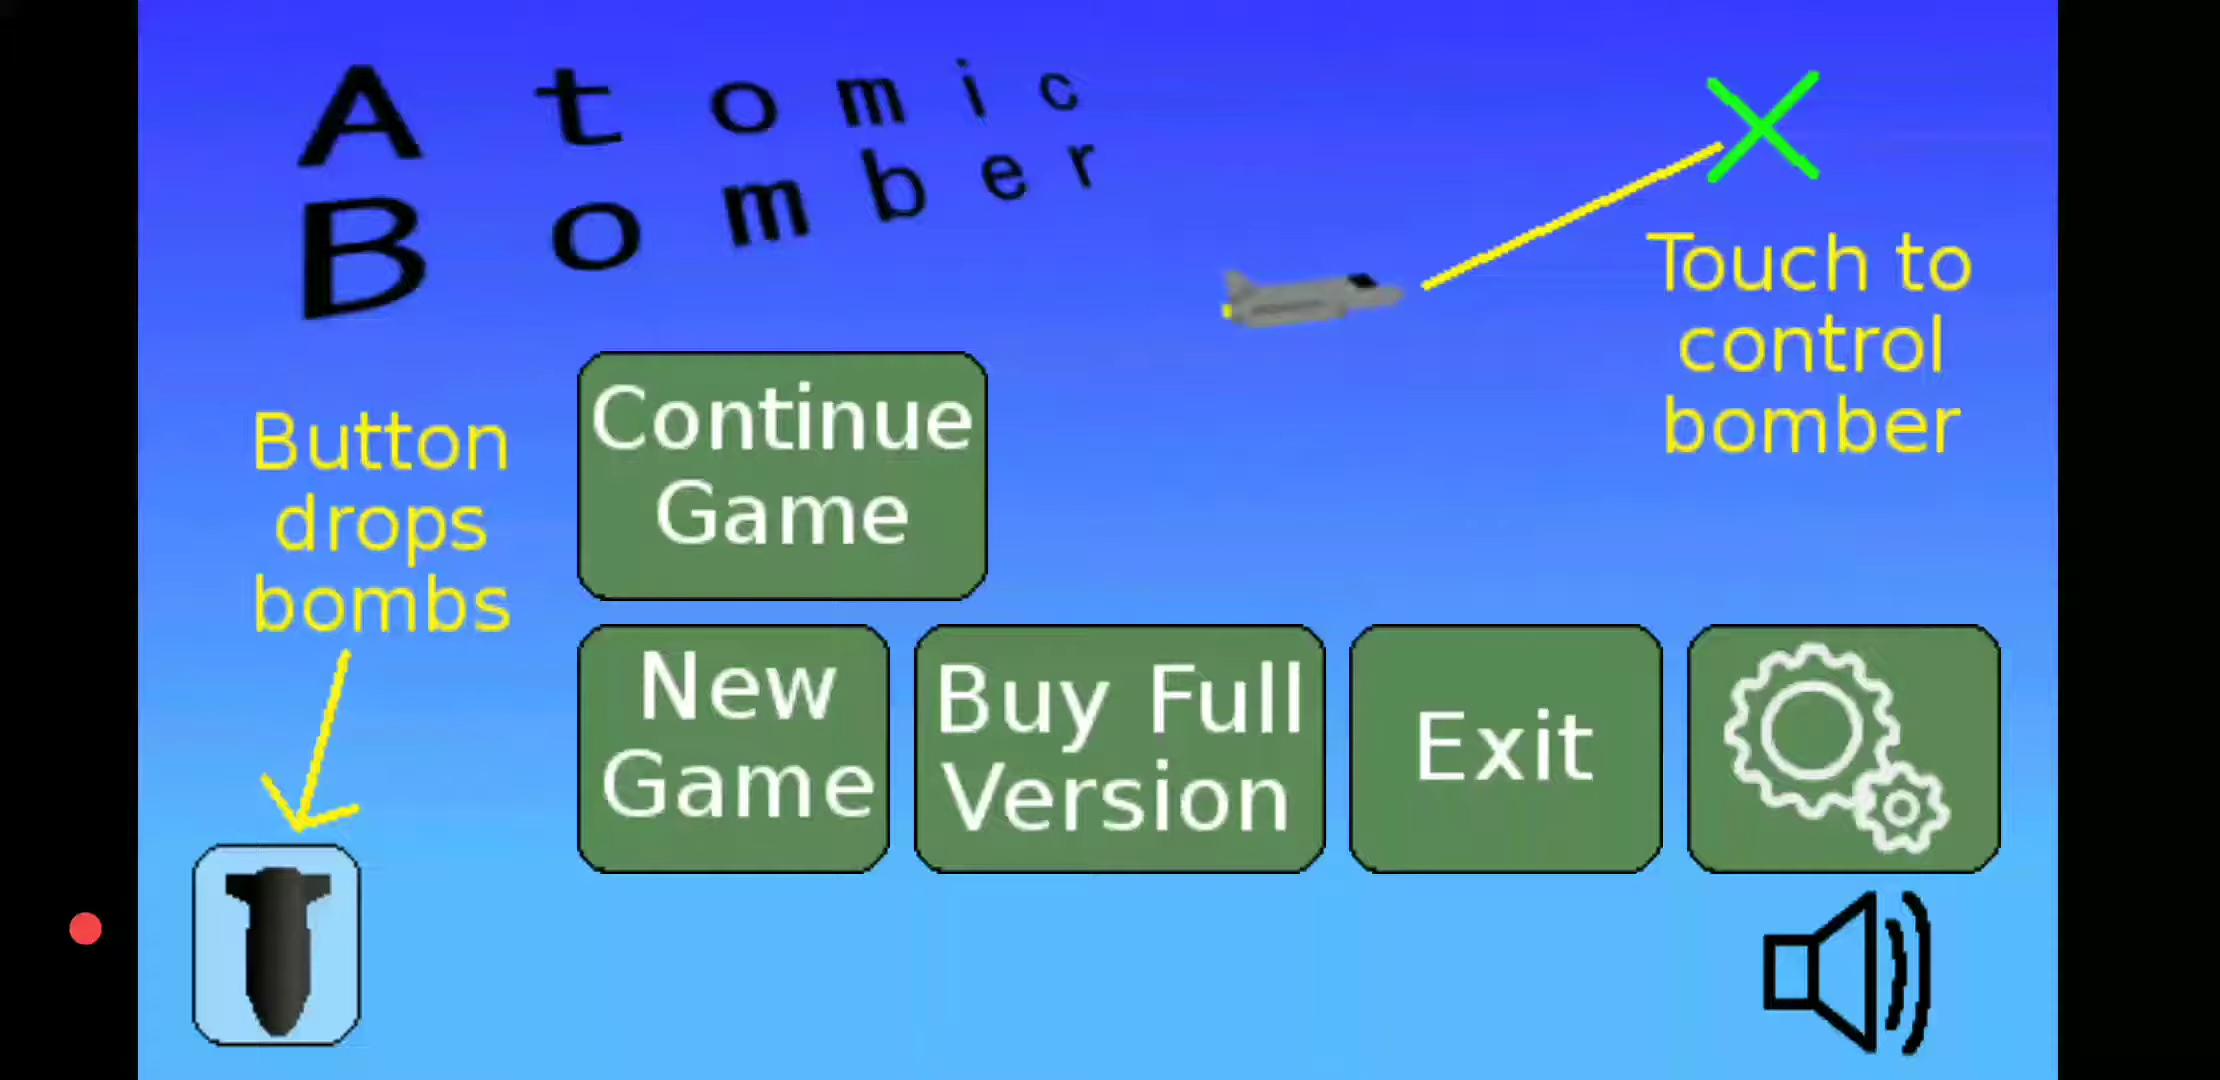 Atomic
Bomber
Touch to
control
bomber
Continue
Game
Button
drops
bombs
New
Game
Buy Full
Version
Exit